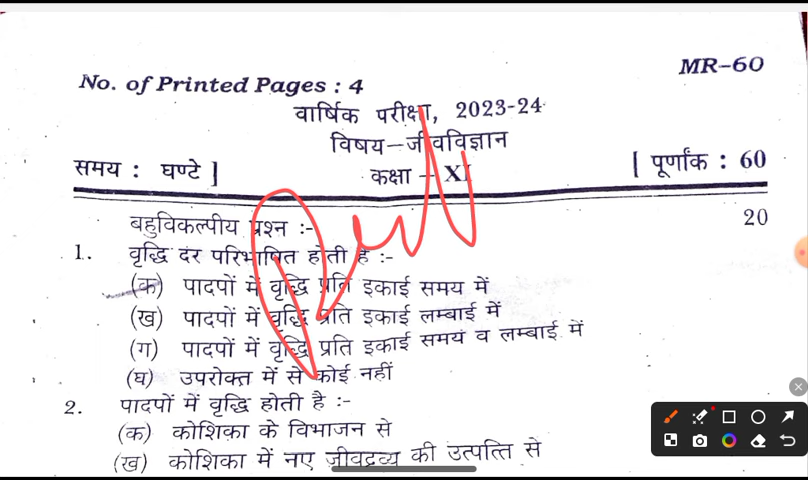 MR-60
No. of Printed Pages : 4
वार्षिक परीक्षा, 2023-24
विषय – जीवविज्ञान
समय : घण्टे ] कक्षा – XI [ पूर्णांक : 60
बहुविकल्पीय प्रश्न :- 20
1. वृद्धि दर परिभाषित होती है :-
(क) पादपों में वृद्धि प्रति इकाई समय में
(ख) पादपों में वृद्धि प्रति इकाई लम्बाई में
(ग) पादपों में वृद्धि प्रति इकाई समय व लम्बाई में
(घ) उपरोक्त में से कोई नहीं
2. पादपों में वृद्धि होती है :-
(क) कोशिका के विभाजन से
(ख) कोशिका में नए जीवद्रव्य की उत्पत्ति से